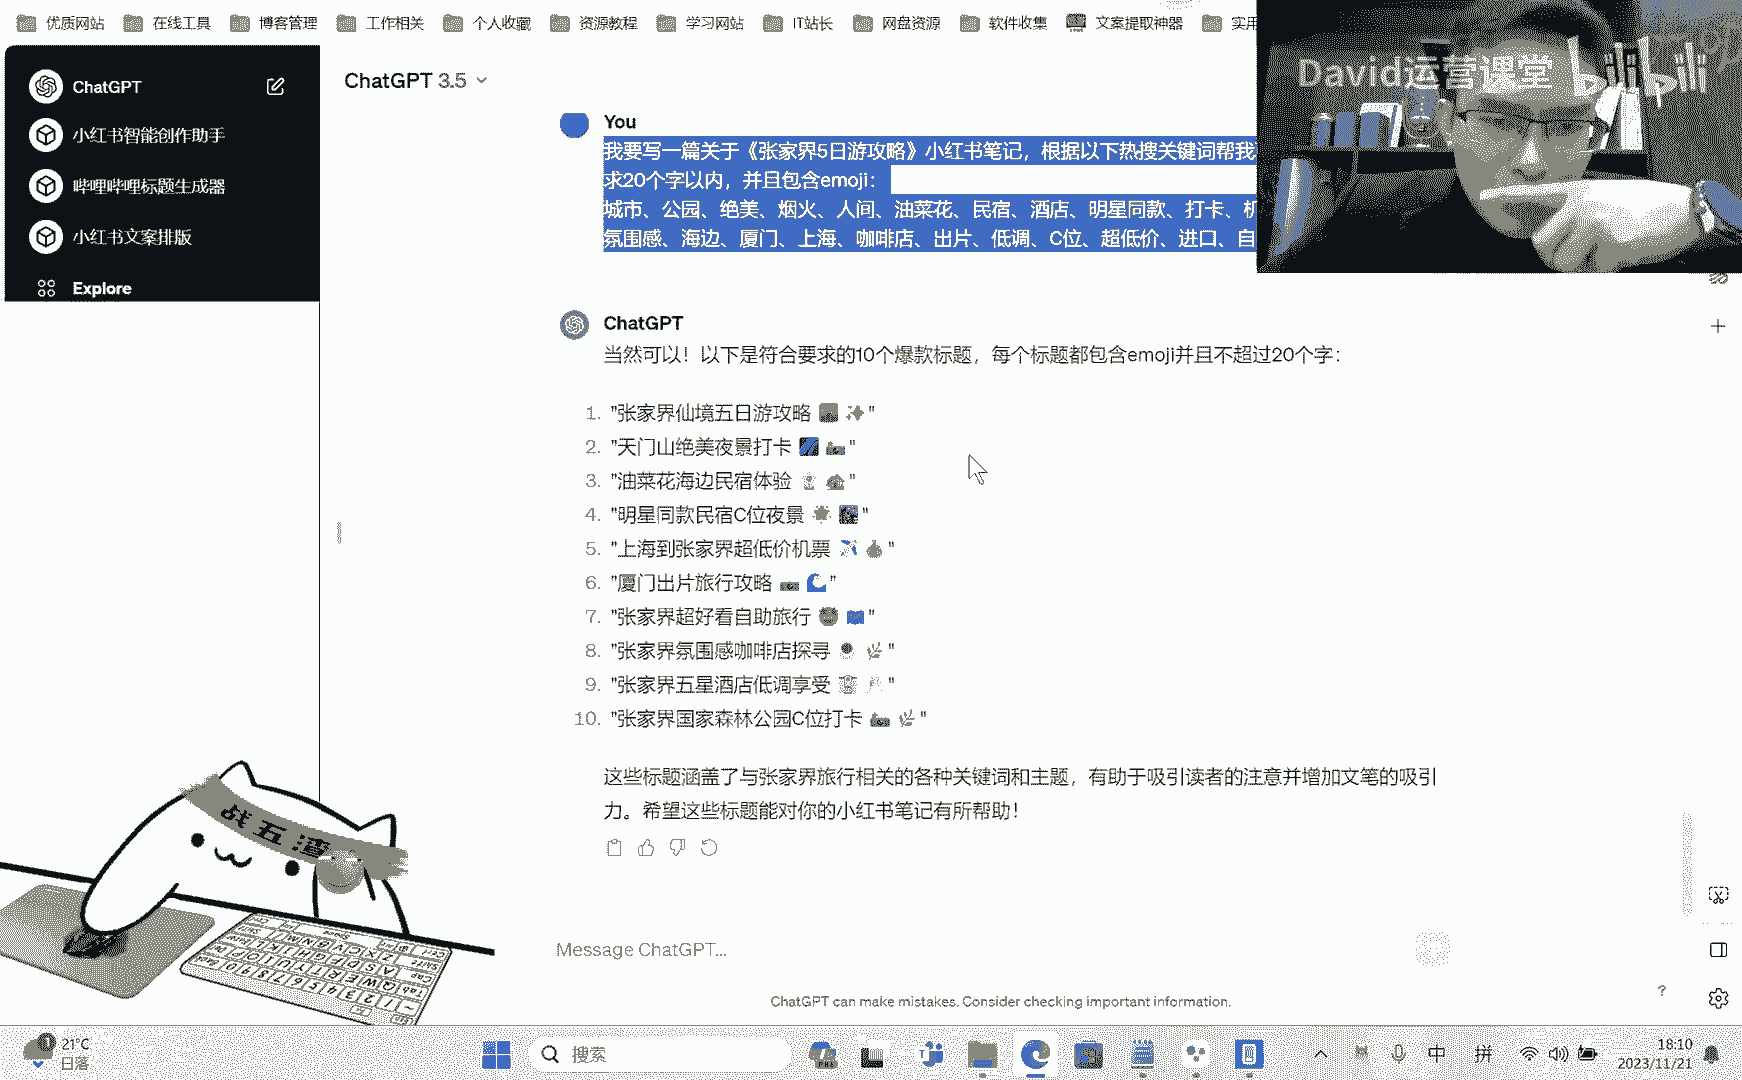 优质网站 在线工具 博客管理 工作相关 个人收藏 资源教程 学习网站 IT站长 网盘资源 软件收集 文案提取神器 实用
David运营课堂 bilibili
ChatGPT
小红书智能创作助手
哔哩哔哩标题生成器
小红书文案排版
Explore
ChatGPT 3.5
You
我要写一篇关于《张家界5日游攻略》小红书笔记，根据以下热搜关键词帮我
求20个字以内，并且包含emoji：
城市、公园、绝美、烟火、人间、油菜花、民宿、酒店、明星同款、打卡、机
氛围感、海边、厦门、上海、咖啡店、出片、低调、C位、超低价、进口、自
ChatGPT
当然可以！以下是符合要求的10个爆款标题，每个标题都包含emoji并且不超过20个字：
1. "张家界仙境五日游攻略 "
2. "天门山绝美夜景打卡 "
3. "油菜花海边民宿体验 "
4. "明星同款民宿C位夜景 "
5. "上海到张家界超低价机票 "
6. "厦门出片旅行攻略 "
7. "张家界超好看自助旅行 "
8. "张家界氛围感咖啡店探寻 "
9. "张家界五星酒店低调享受 "
10. "张家界国家森林公园C位打卡 "
这些标题涵盖了与张家界旅行相关的各种关键词和主题，有助于吸引读者的注意并增加文笔的吸引
力。希望这些标题能对你的小红书笔记有所帮助！
战五渣
Message ChatGPT...
ChatGPT can make mistakes. Consider checking important information.
?
1
21°C
日落
搜索
中 拼
18:10
2023/11/21